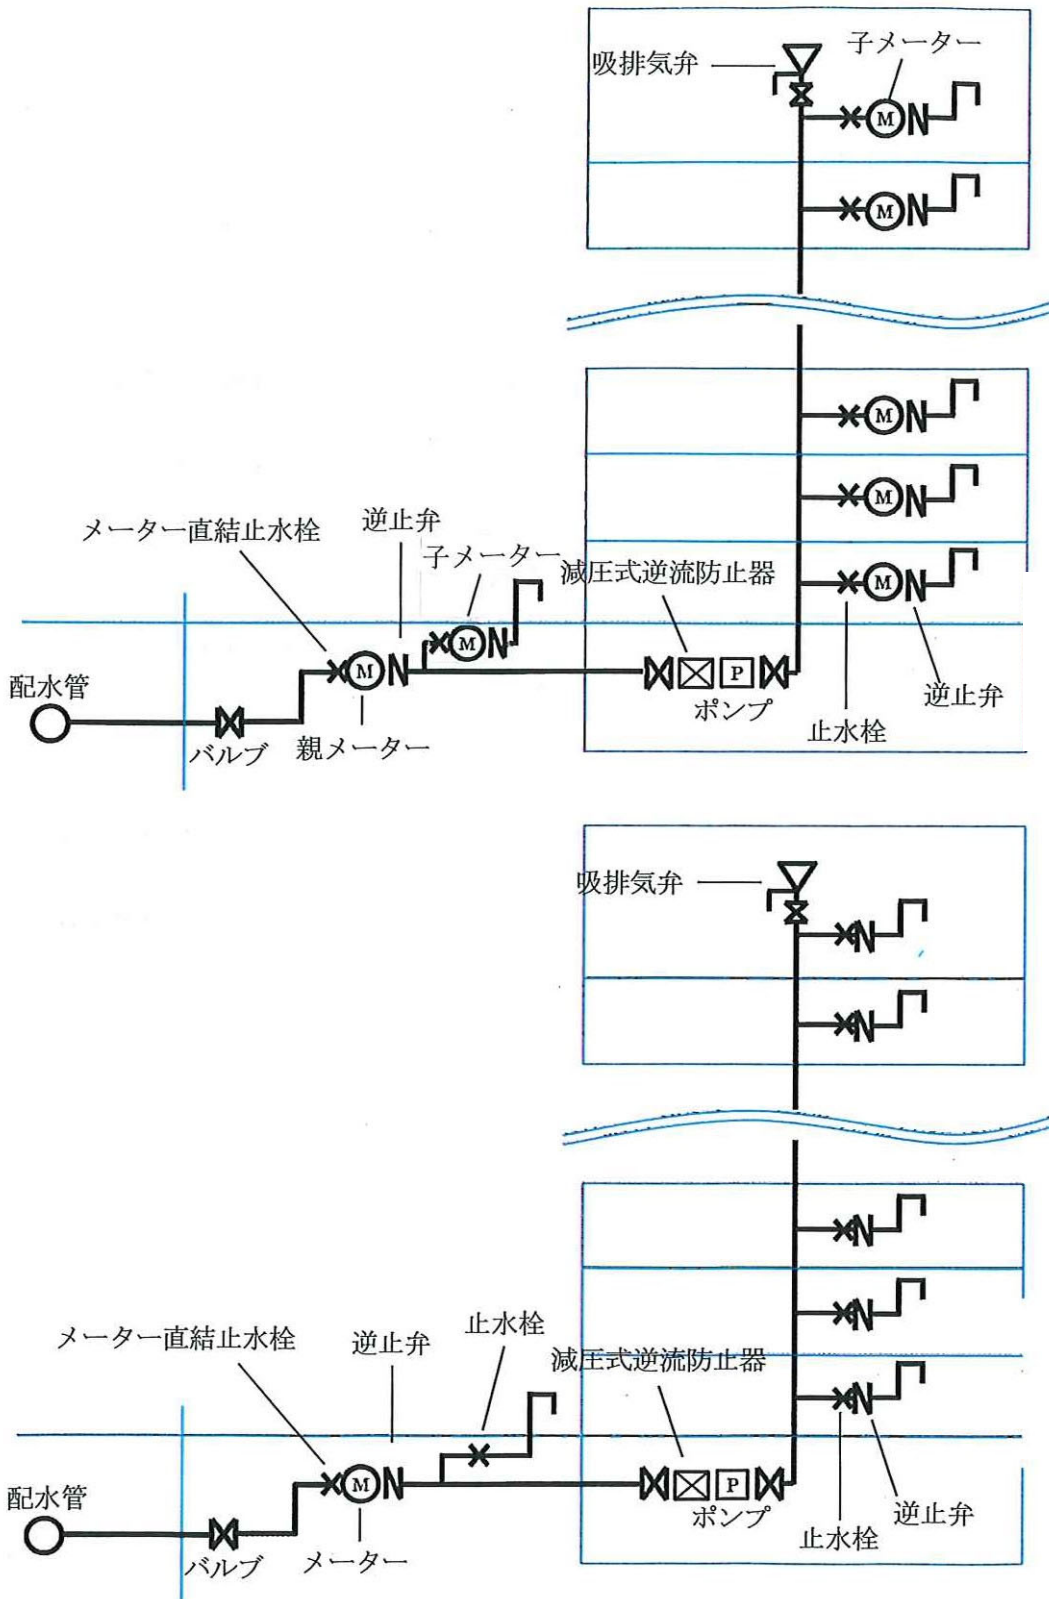 吸排気弁
子メーター
M
M
M
M
メーター直結止水栓
逆止弁
子メーター
減圧式逆流防止器
M
M
M
配水管
P
バルブ
親メーター
ポンプ
止水栓
逆止弁
吸排気弁
メーター直結止水栓
逆止弁
止水栓
減圧式逆流防止器
M
P
配水管
バルブ
メーター
ポンプ
止水栓
逆止弁